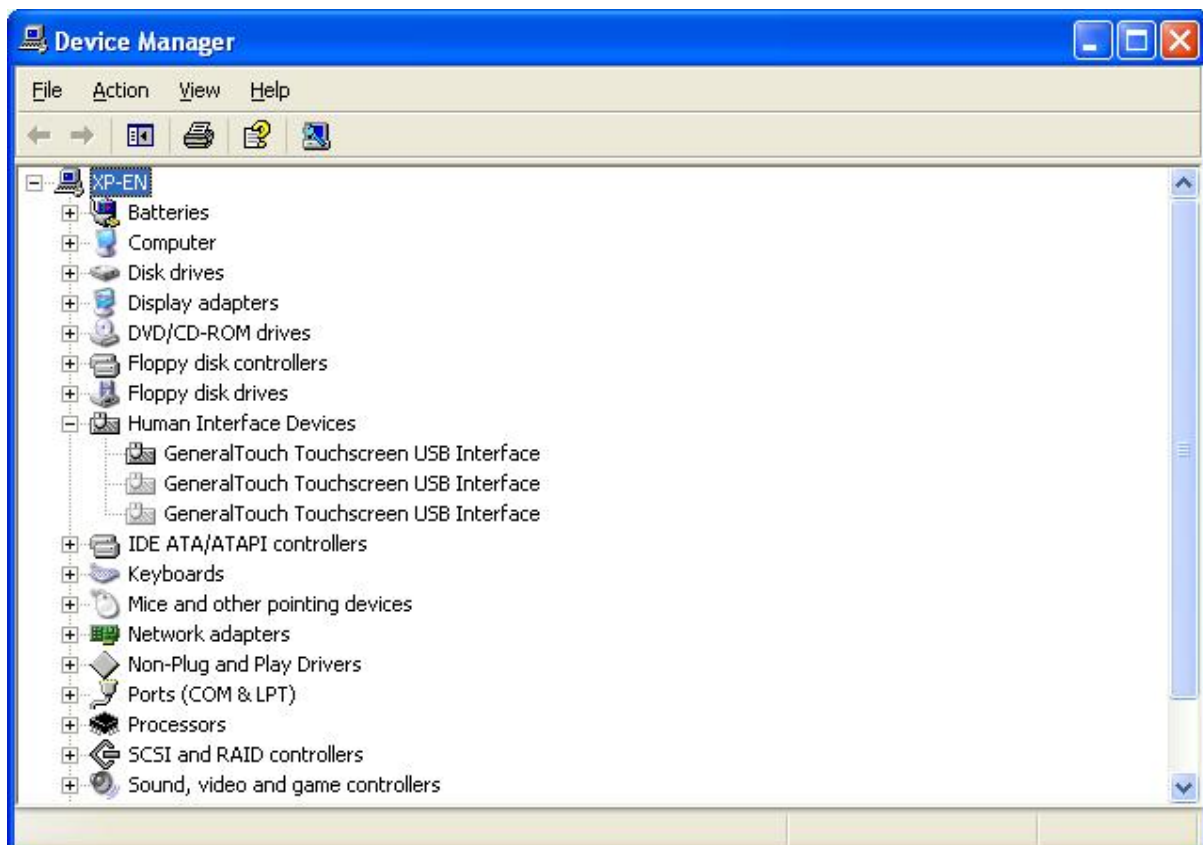 Device Manager
File Action View Help
XP-EN
Batteries
Computer
Disk drives
Display adapters
DVD/CD-ROM drives
Floppy disk controllers
Floppy disk drives
Human Interface Devices
GeneralTouch Touchscreen USB Interface
GeneralTouch Touchscreen USB Interface
GeneralTouch Touchscreen USB Interface
IDE ATA/ATAPI controllers
Keyboards
Mice and other pointing devices
Network adapters
Non-Plug and Play Drivers
Ports (COM & LPT)
Processors
SCSI and RAID controllers
Sound, video and game controllers